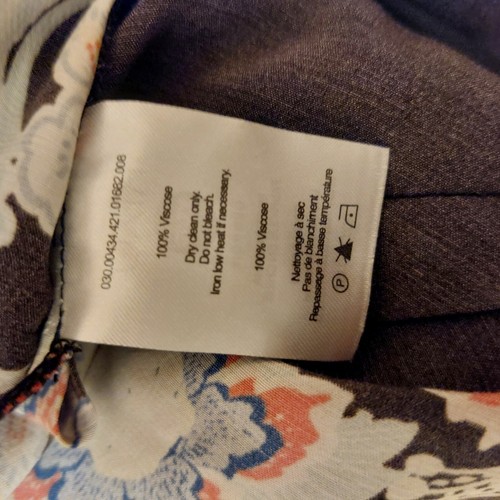 030.00434.421.01682.006
100% Viscose
Dry clean only.
Do not bleach.
Iron low heat if necessary.
100% Viscose
Nettoyage à sec
Pas de blanchiment
Repassage à basse température
P